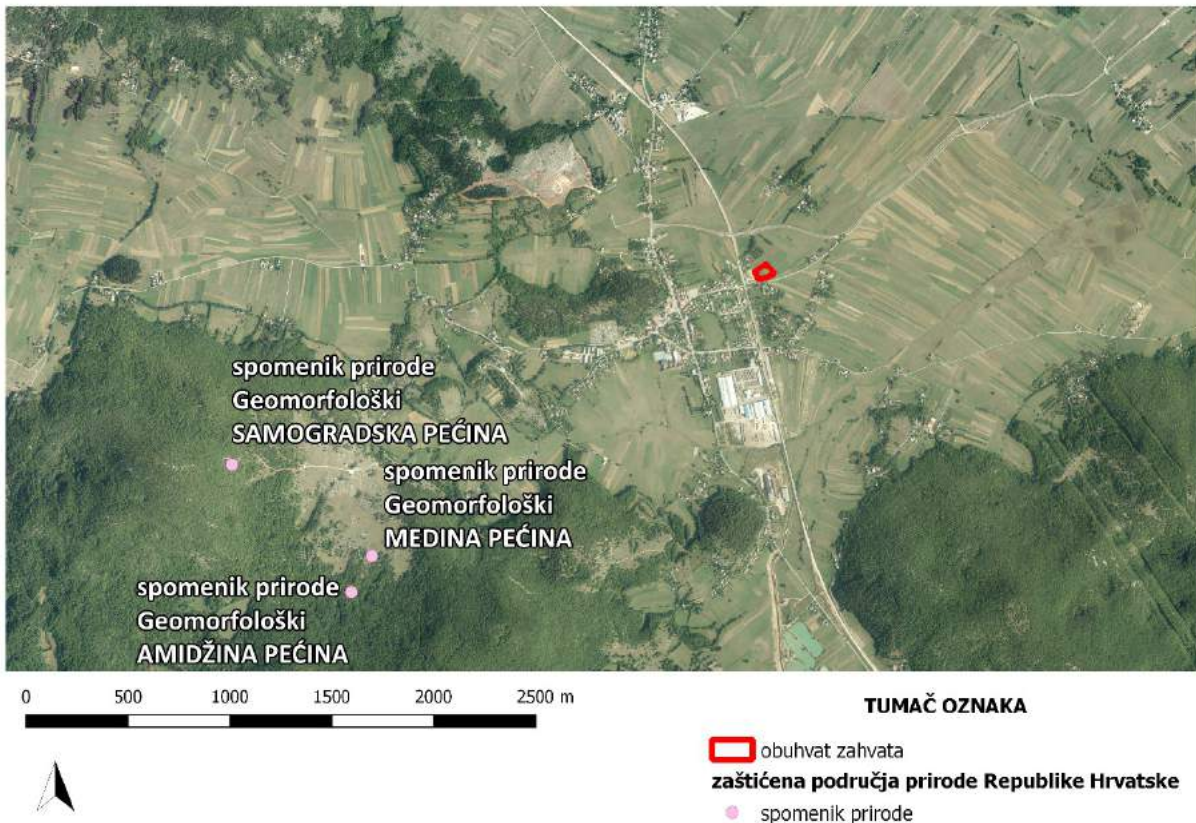 spomenik prirode
Geomorfološki
SAMOGRADSKA PEĆINA
spomenik prirode
Geomorfološki
MEDINA PEĆINA
spomenik prirode
Geomorfološki
AMIDŽINA PEĆINA
0 500 1000 1500 2000 2500 m
TUMAČ OZNAKA
obuhvat zahvata
zaštićena područja prirode Republike Hrvatske
spomenik prirode